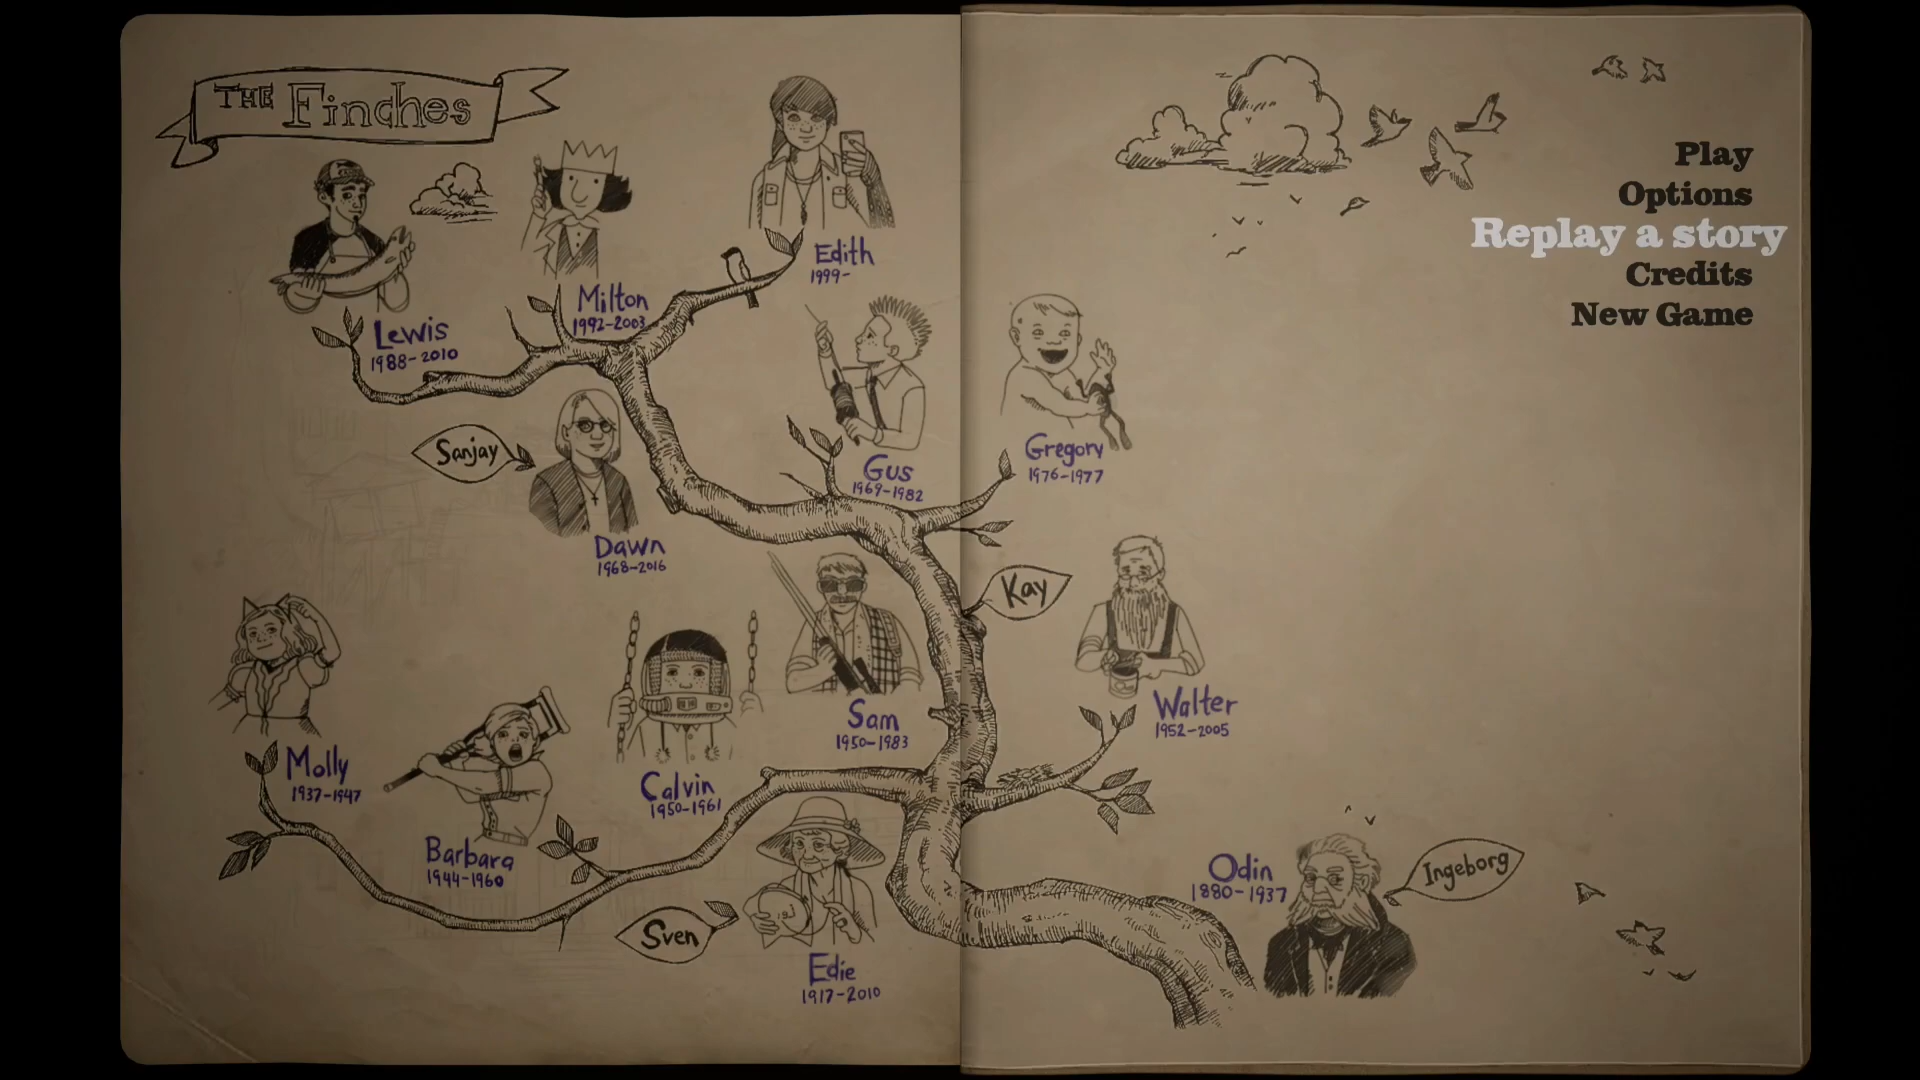 THE Finches
Edith
1999-
Milton
1992-2003
Lewis
1988-2010
Sanjay
Dawn
1968-2016
Gus
1969-1982
Gregory
1976-1977
Kay
Sam
1950-1983
Walter
1952-2005
Molly
1937-1947
Barbara
1944-1960
Calvin
1950-1961
Sven
Edie
1917-2010
Odin
1880-1937
Ingeborg
Play
Options
Replay a story
Credits
New Game